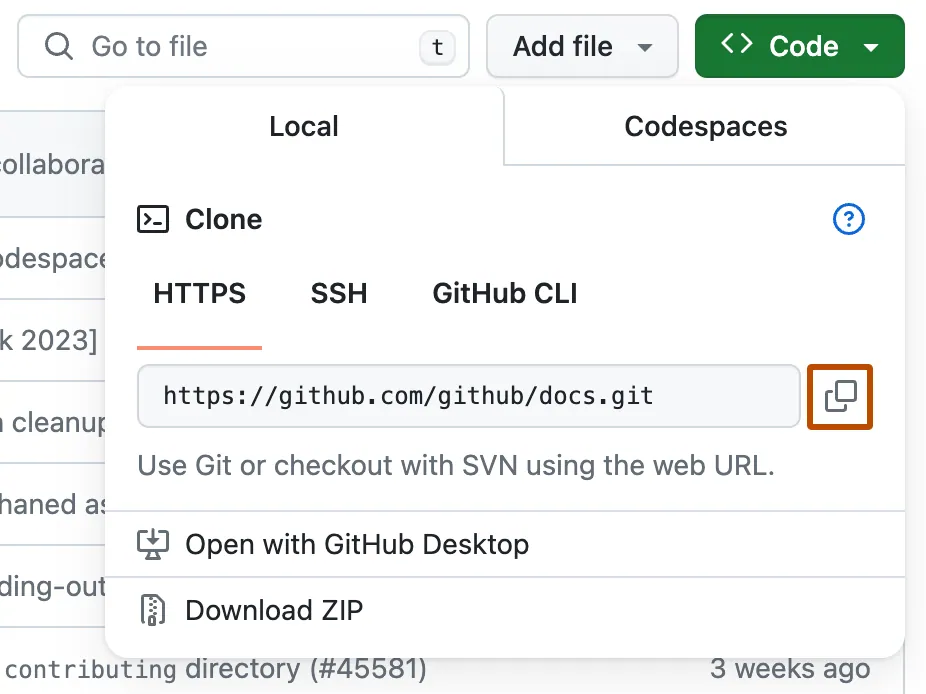 Go to file t Add file Code
Local Codespaces
collabora
Clone
odespace
HTTPS SSH GitHub CLI
k 2023]
https://github.com/github/docs.git
n cleanup
Use Git or checkout with SVN using the web URL.
haned as
Open with GitHub Desktop
ding-out
Download ZIP
contributing directory (#45581) 3 weeks ago